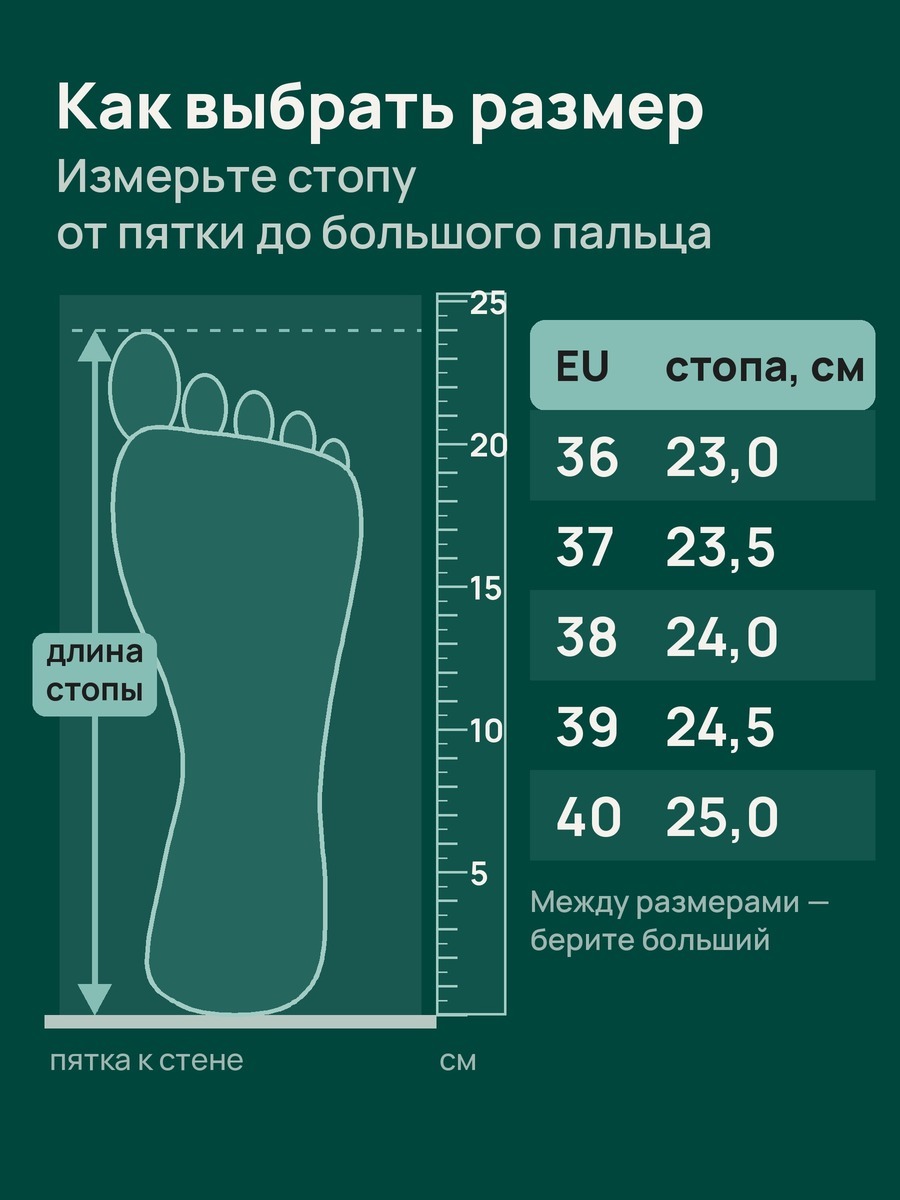 Как выбрать размер
Измерьте стопу
от пятки до большого пальца
25
20
15
10
5
длина
стопы
пятка к стене
см
EU стопа, см
36 23,0
37 23,5
38 24,0
39 24,5
40 25,0
Между размерами —
берите больший